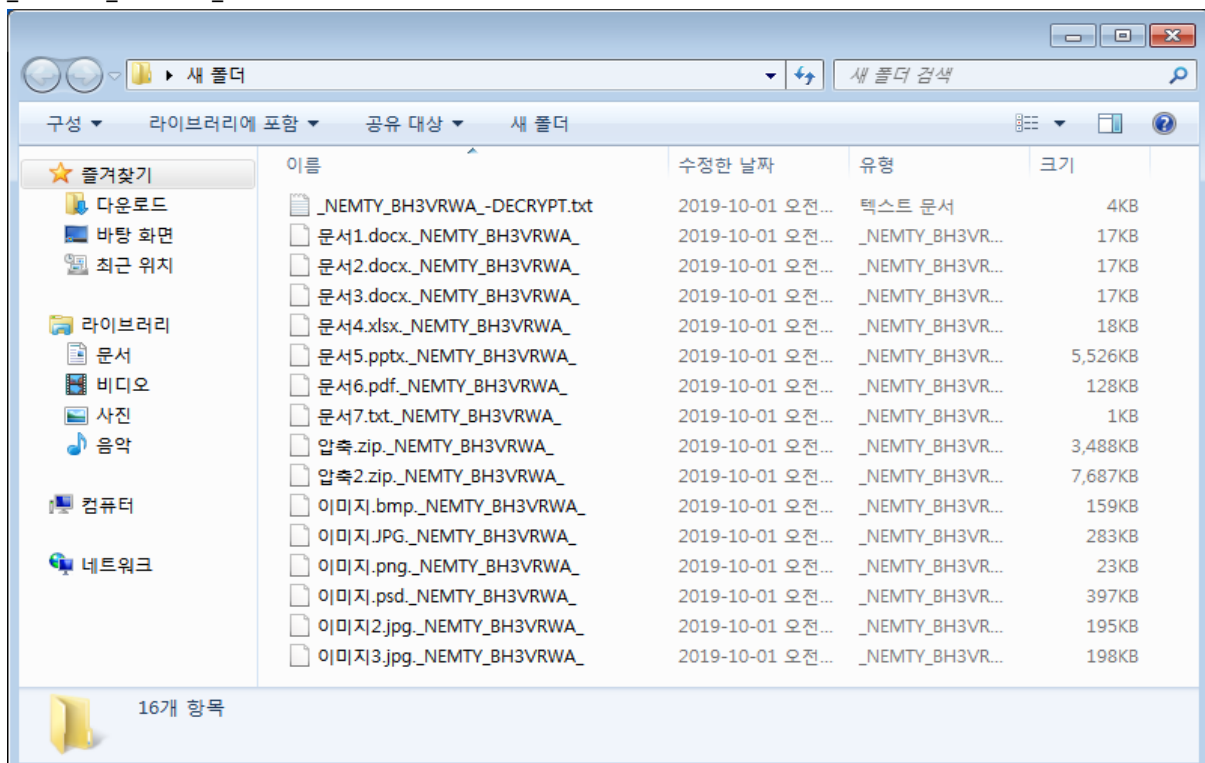 새 폴더
새 폴더 검색
구성 라이브러리에 포함 공유 대상 새 폴더
즐겨찾기
다운로드
바탕 화면
최근 위치
라이브러리
문서
비디오
사진
음악
컴퓨터
네트워크
이름 수정한 날짜 유형 크기
_NEMTY_BH3VRWA_-DECRYPT.txt 2019-10-01 오전... 텍스트 문서 4KB
문서1.docx._NEMTY_BH3VRWA_ 2019-10-01 오전... _NEMTY_BH3VR... 17KB
문서2.docx._NEMTY_BH3VRWA_ 2019-10-01 오전... _NEMTY_BH3VR... 17KB
문서3.docx._NEMTY_BH3VRWA_ 2019-10-01 오전... _NEMTY_BH3VR... 17KB
문서4.xlsx._NEMTY_BH3VRWA_ 2019-10-01 오전... _NEMTY_BH3VR... 18KB
문서5.pptx._NEMTY_BH3VRWA_ 2019-10-01 오전... _NEMTY_BH3VR... 5,526KB
문서6.pdf._NEMTY_BH3VRWA_ 2019-10-01 오전... _NEMTY_BH3VR... 128KB
문서7.txt._NEMTY_BH3VRWA_ 2019-10-01 오전... _NEMTY_BH3VR... 1KB
압축.zip._NEMTY_BH3VRWA_ 2019-10-01 오전... _NEMTY_BH3VR... 3,488KB
압축2.zip._NEMTY_BH3VRWA_ 2019-10-01 오전... _NEMTY_BH3VR... 7,687KB
이미지.bmp._NEMTY_BH3VRWA_ 2019-10-01 오전... _NEMTY_BH3VR... 159KB
이미지.JPG._NEMTY_BH3VRWA_ 2019-10-01 오전... _NEMTY_BH3VR... 283KB
이미지.png._NEMTY_BH3VRWA_ 2019-10-01 오전... _NEMTY_BH3VR... 23KB
이미지.psd._NEMTY_BH3VRWA_ 2019-10-01 오전... _NEMTY_BH3VR... 397KB
이미지2.jpg._NEMTY_BH3VRWA_ 2019-10-01 오전... _NEMTY_BH3VR... 195KB
이미지3.jpg._NEMTY_BH3VRWA_ 2019-10-01 오전... _NEMTY_BH3VR... 198KB
16개 항목